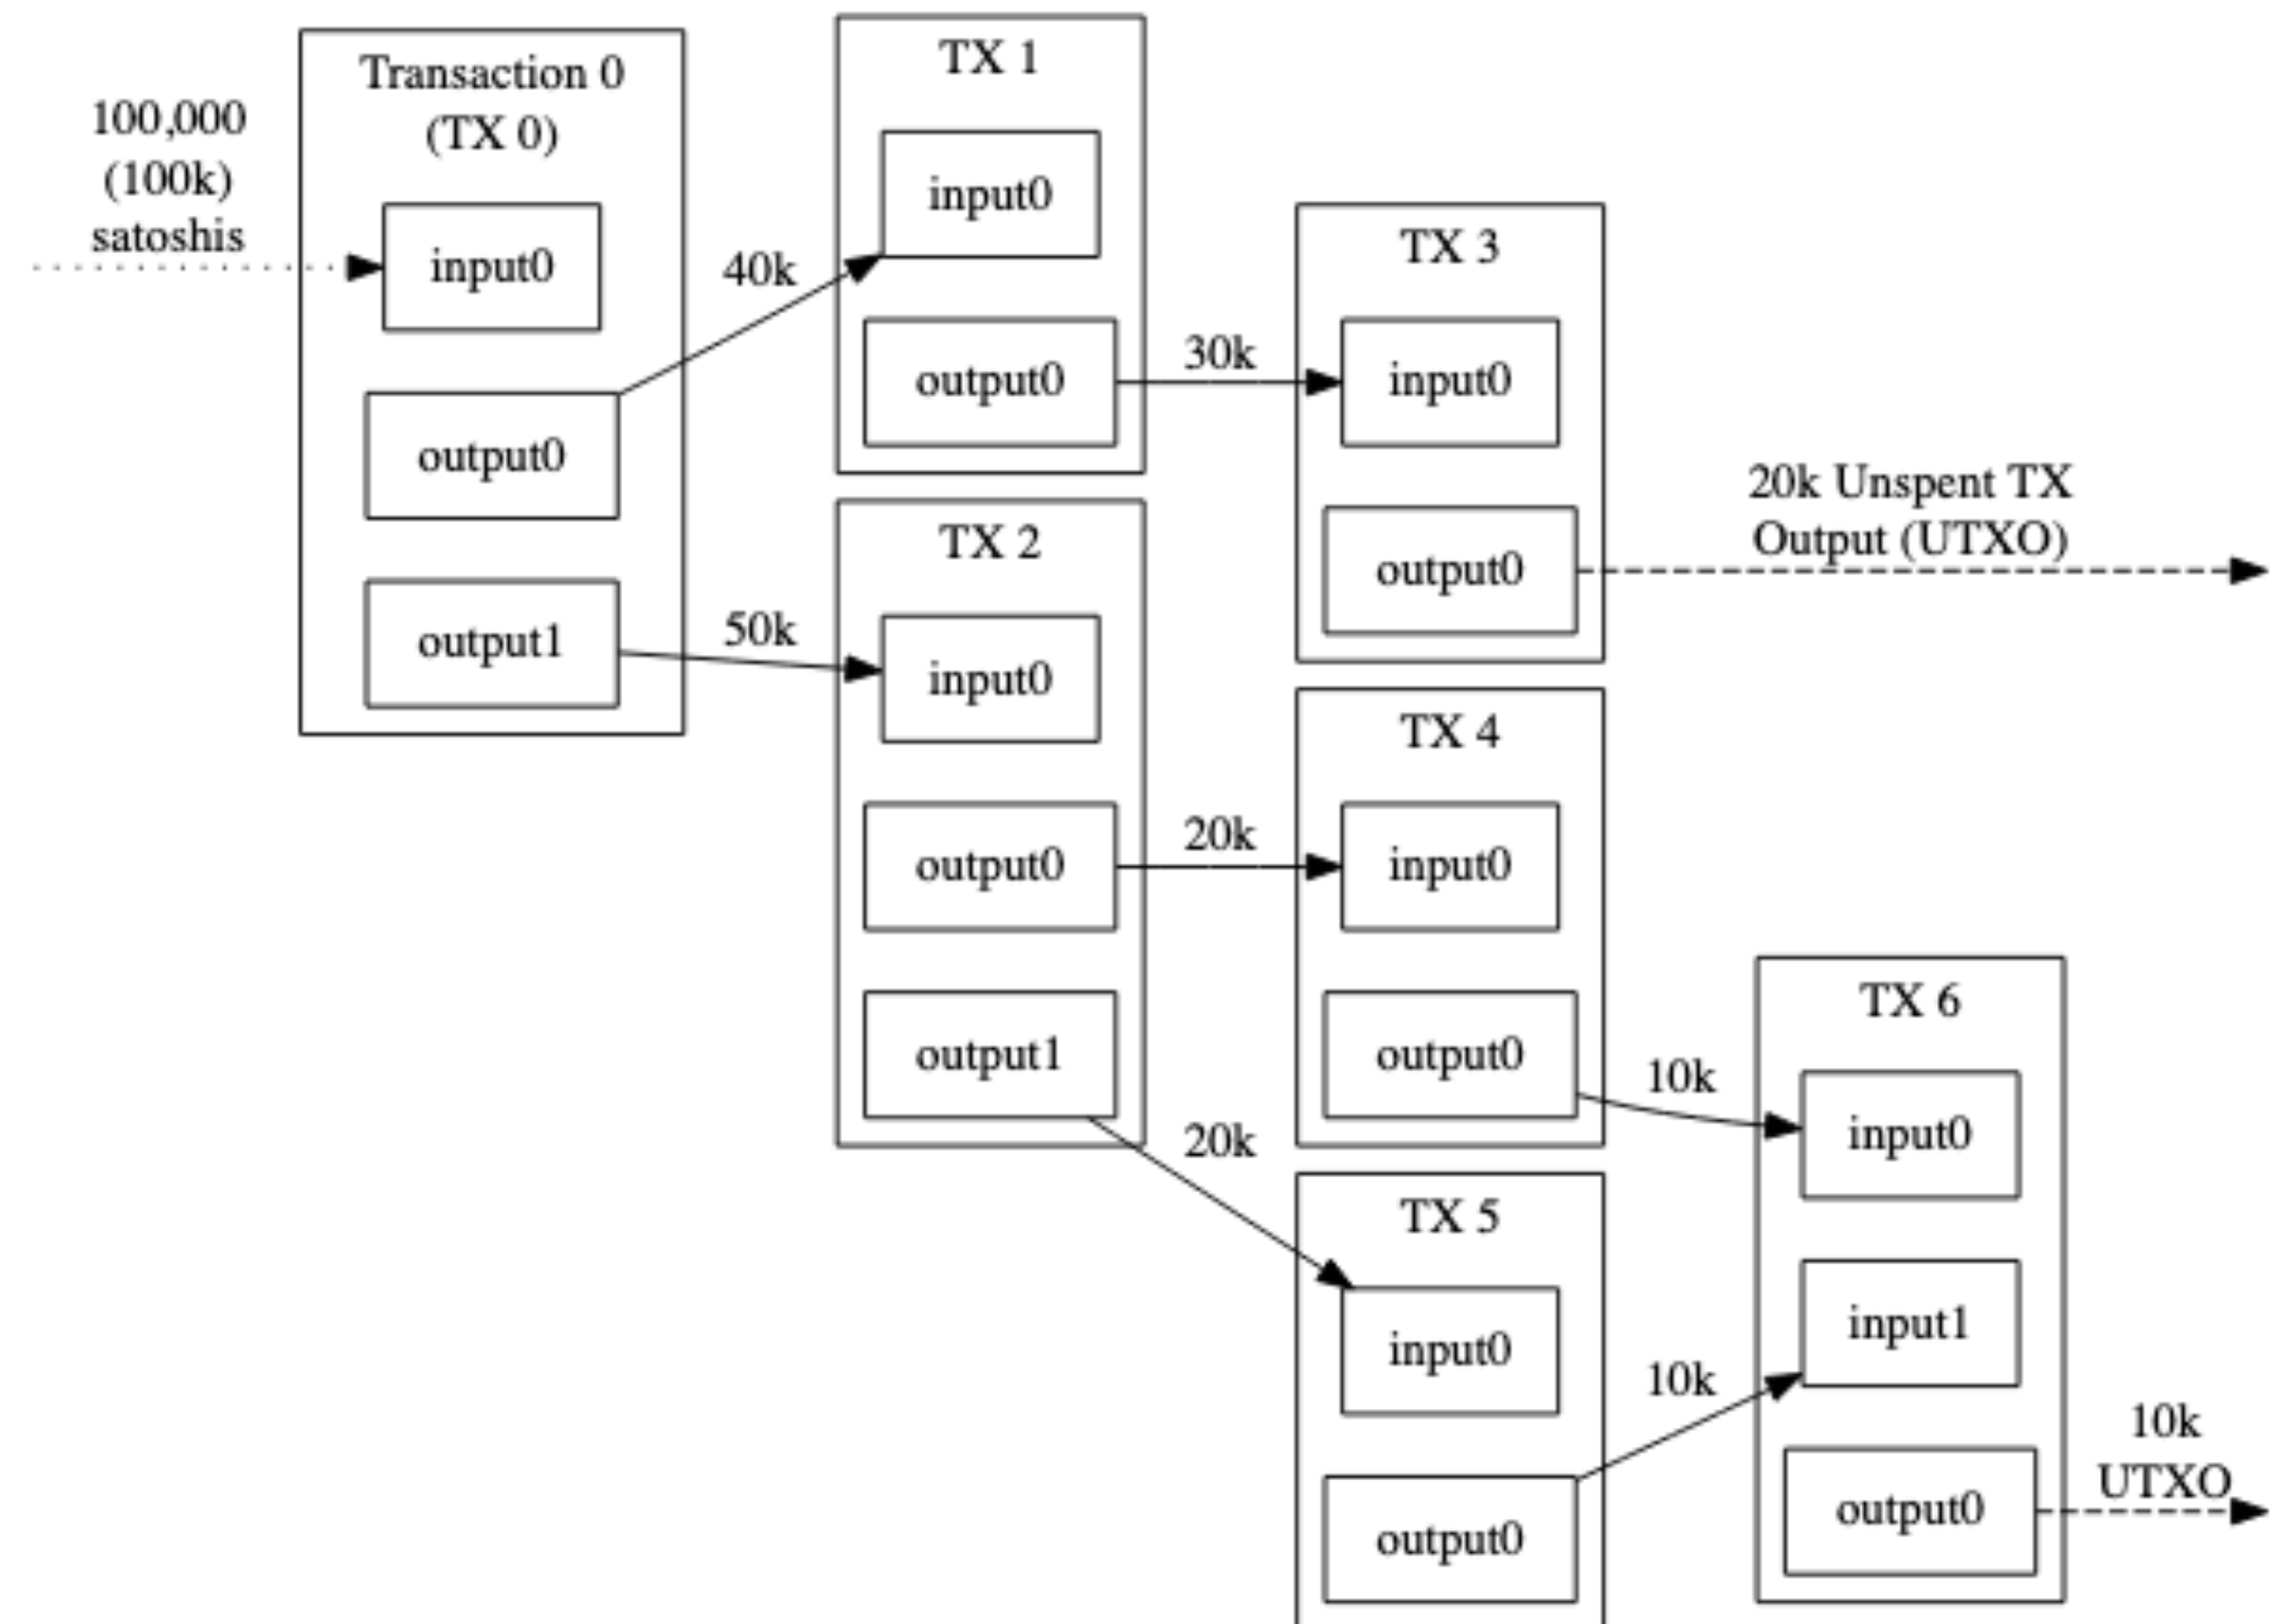 100,000
(100k)
satoshis
Transaction 0
(TX 0)
input0
output0
output1
40k
50k
TX 1
input0
output0
30k
TX 2
input0
output0
output1
20k
20k
TX 3
input0
output0
20k Unspent TX
Output (UTXO)
TX 4
input0
output0
10k
TX 5
input0
output0
10k
TX 6
input0
input1
output0
10k
UTXO